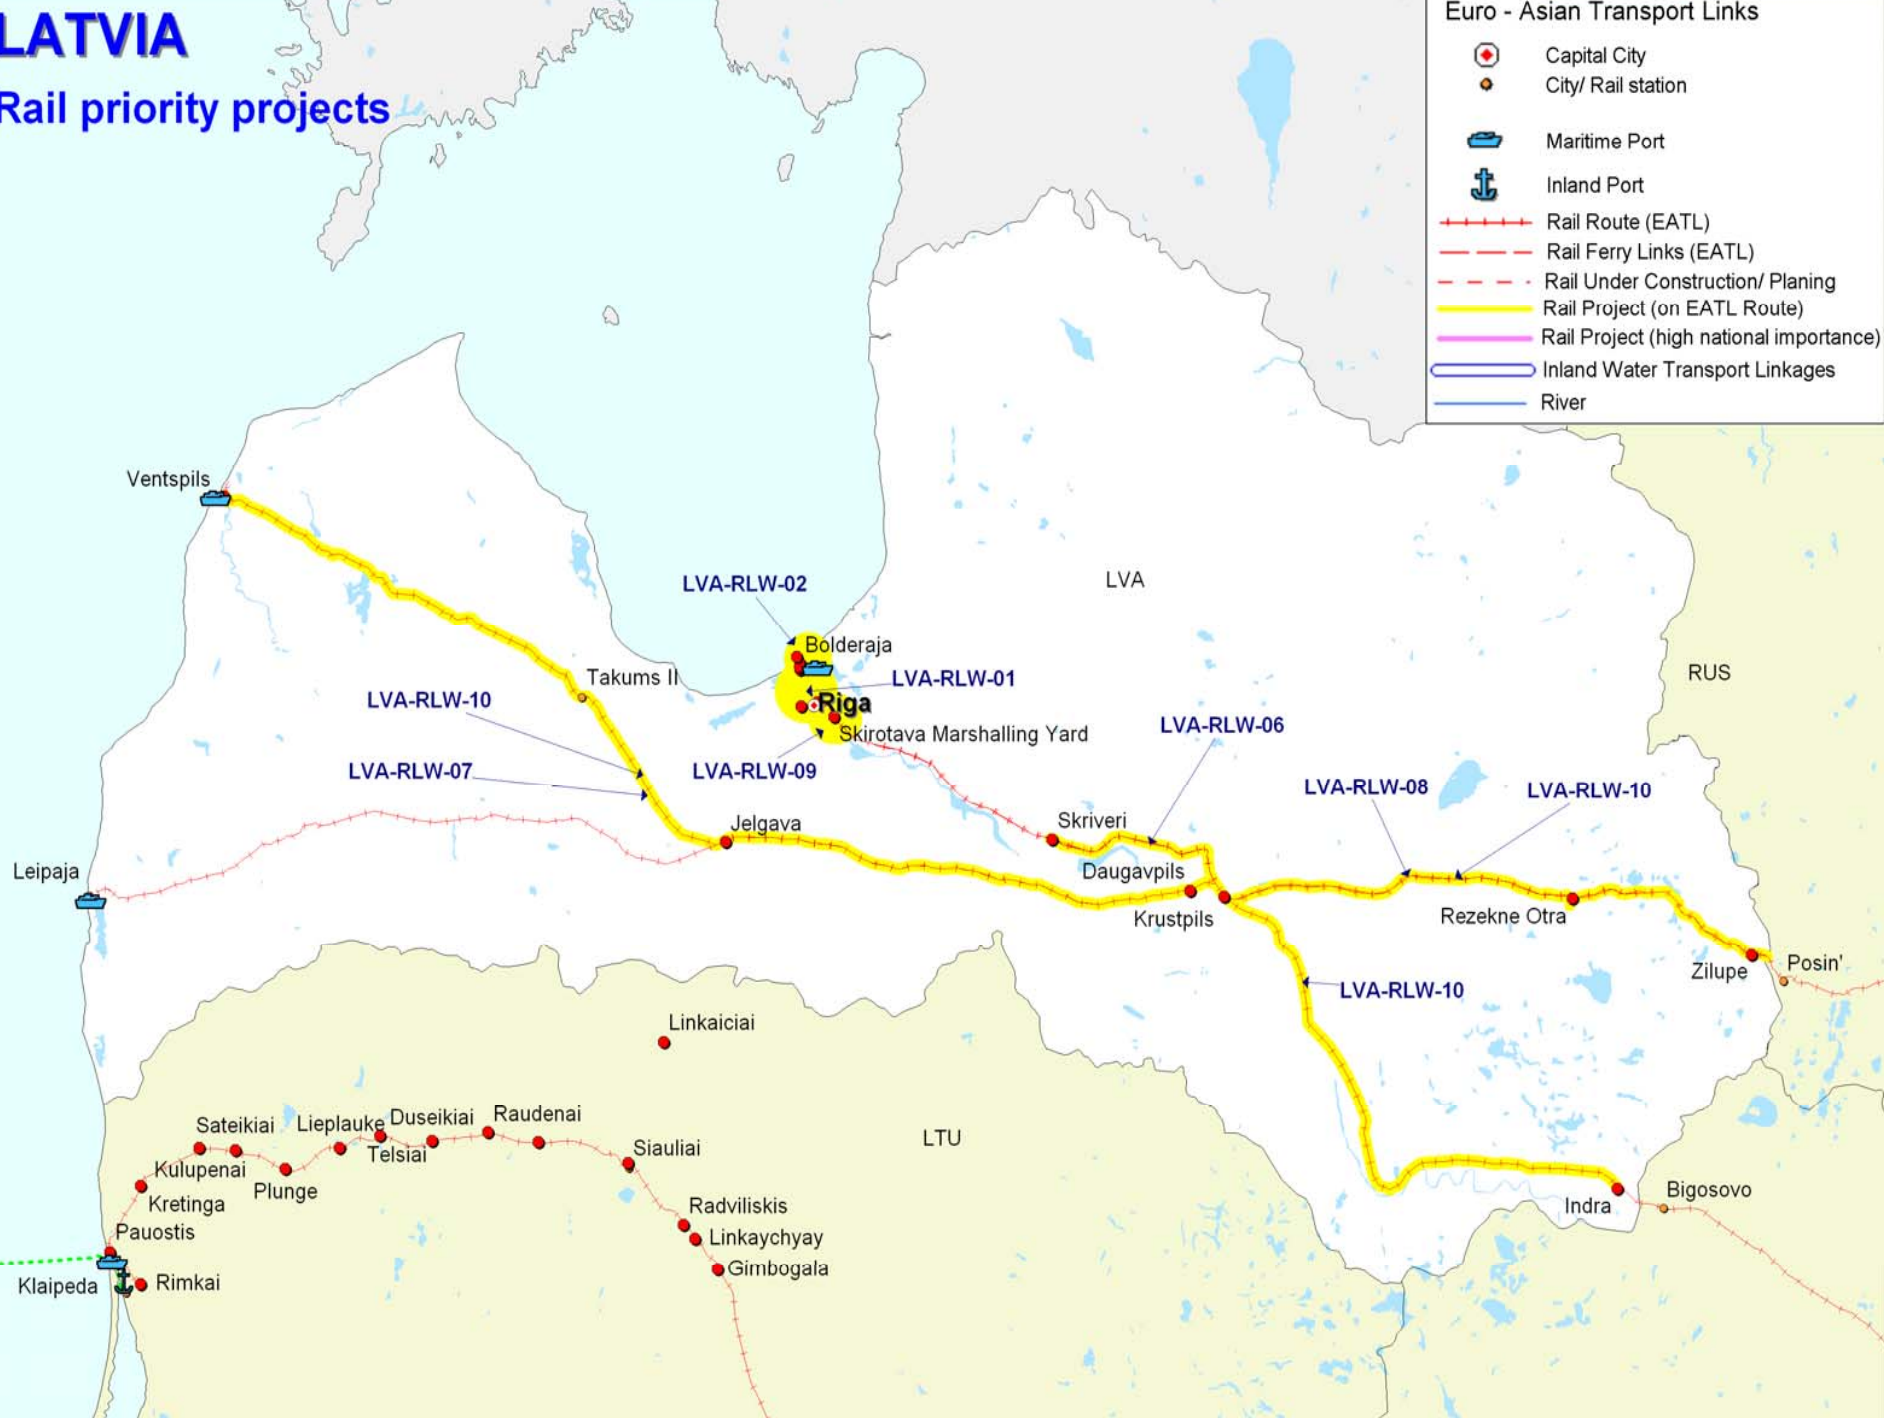 LATVIA
Rail priority projects
Euro - Asian Transport Links
Capital City
City/ Rail station
Maritime Port
Inland Port
Rail Route (EATL)
Rail Ferry Links (EATL)
Rail Under Construction/ Planing
Rail Project (on EATL Route)
Rail Project (high national importance)
Inland Water Transport Linkages
River
Ventspils
LVA-RLW-02
LVA
Bolderaja
Takums II
LVA-RLW-01
RUS
LVA-RLW-10
Riga
Skirotava Marshalling Yard
LVA-RLW-06
LVA-RLW-07
LVA-RLW-09
LVA-RLW-08
LVA-RLW-10
Jelgava
Skriveri
Leipaja
Daugavpils
Krustpils
Rezekne Otra
Zilupe
Posin'
LVA-RLW-10
Linkaiciai
Sateikiai
Lieplauke
Duseikiai
Raudenai
LTU
Siauliai
Telsiai
Kulupenai
Plunge
Kretinga
Bigosovo
Indra
Radviliskis
Pauostis
Linkaychyay
Gimbogala
Klaipeda
Rimkai